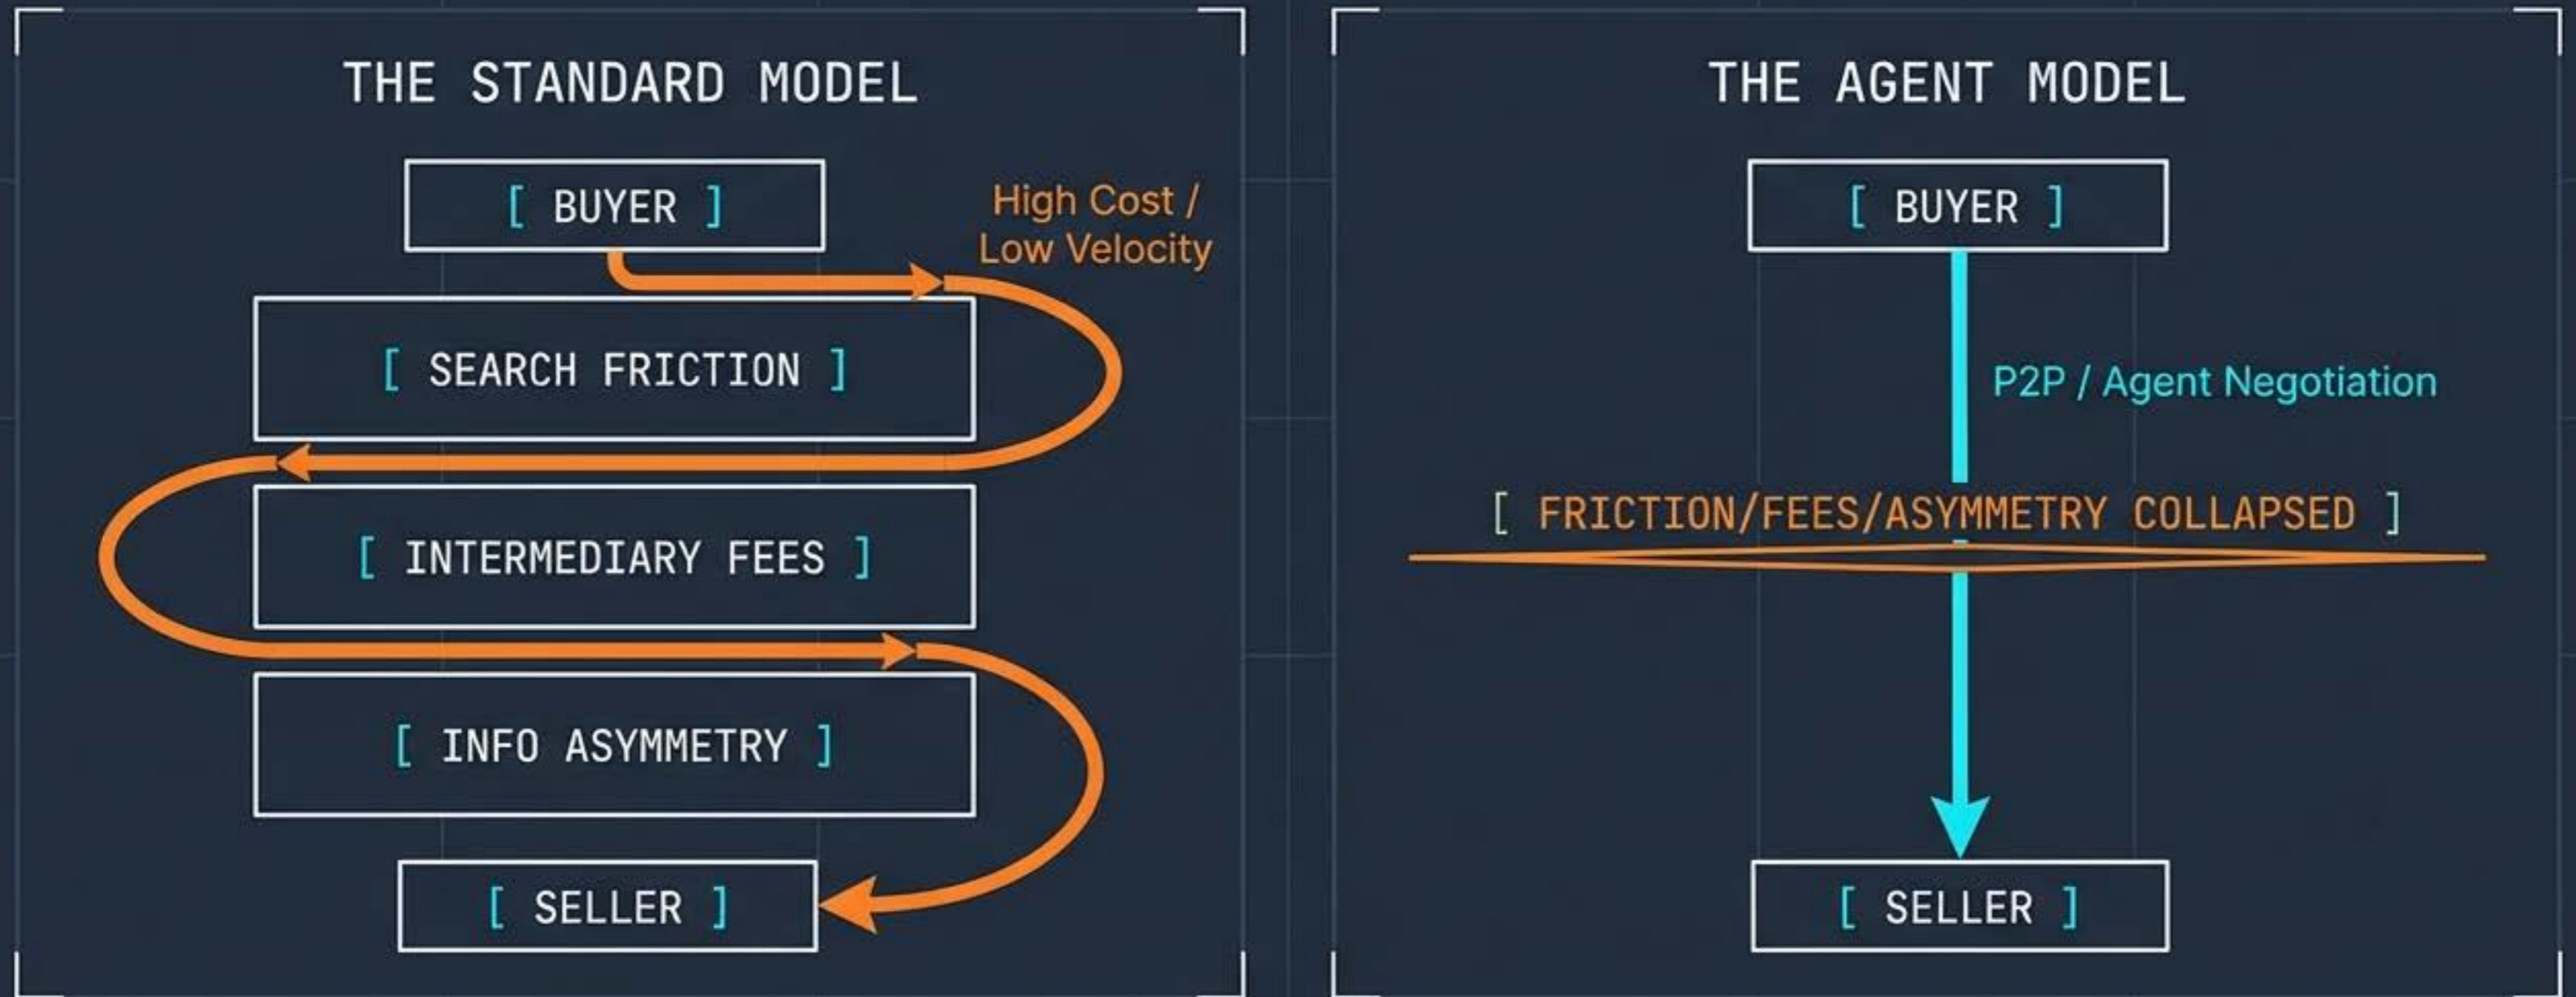 THE STANDARD MODEL
[ BUYER ]
High Cost /
Low Velocity
[ SEARCH FRICTION ]
[ INTERMEDIARY FEES ]
[ INFO ASYMMETRY ]
[ SELLER ]
THE AGENT MODEL
[ BUYER ]
P2P / Agent Negotiation
[ FRICTION/FEES/ASYMMETRY COLLAPSED ]
[ SELLER ]